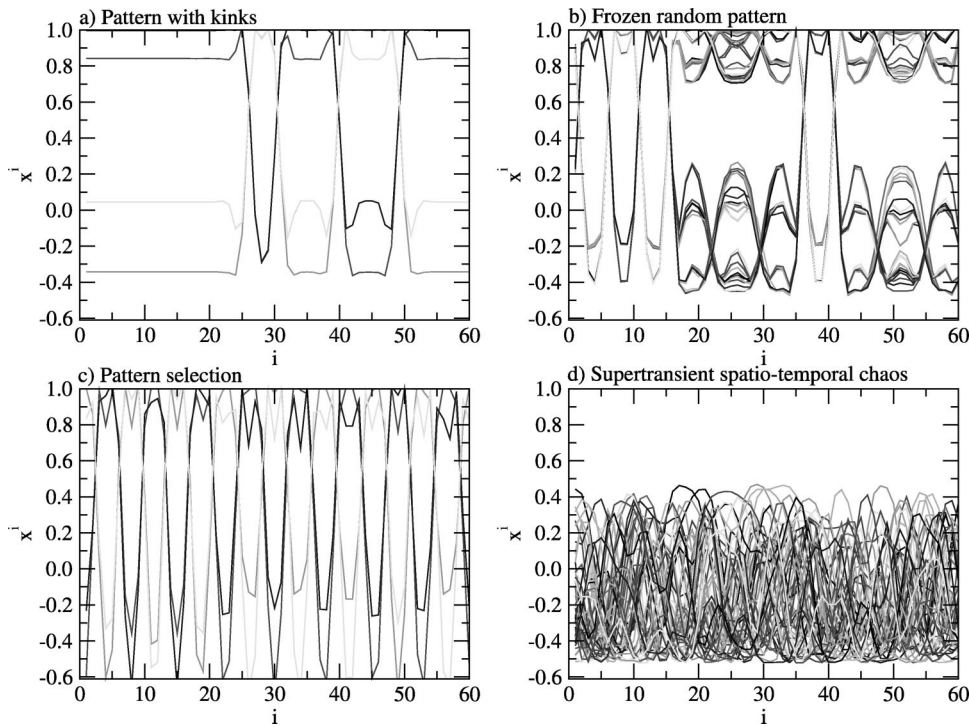 a) Pattern with kinks
1.0
0.8
0.6
0.4
0.2
0.0
-0.2
-0.4
-0.6
x^i
0 10 20 30 40 50 60
i
b) Frozen random pattern
1.0
0.8
0.6
0.4
0.2
0.0
-0.2
-0.4
-0.6
x^i
0 10 20 30 40 50 60
i
c) Pattern selection
1.0
0.8
0.6
0.4
0.2
0.0
-0.2
-0.4
-0.6
x^i
0 10 20 30 40 50 60
i
d) Supertransient spatio-temporal chaos
1.0
0.8
0.6
0.4
0.2
0.0
-0.2
-0.4
-0.6
x^i
0 10 20 30 40 50 60
i